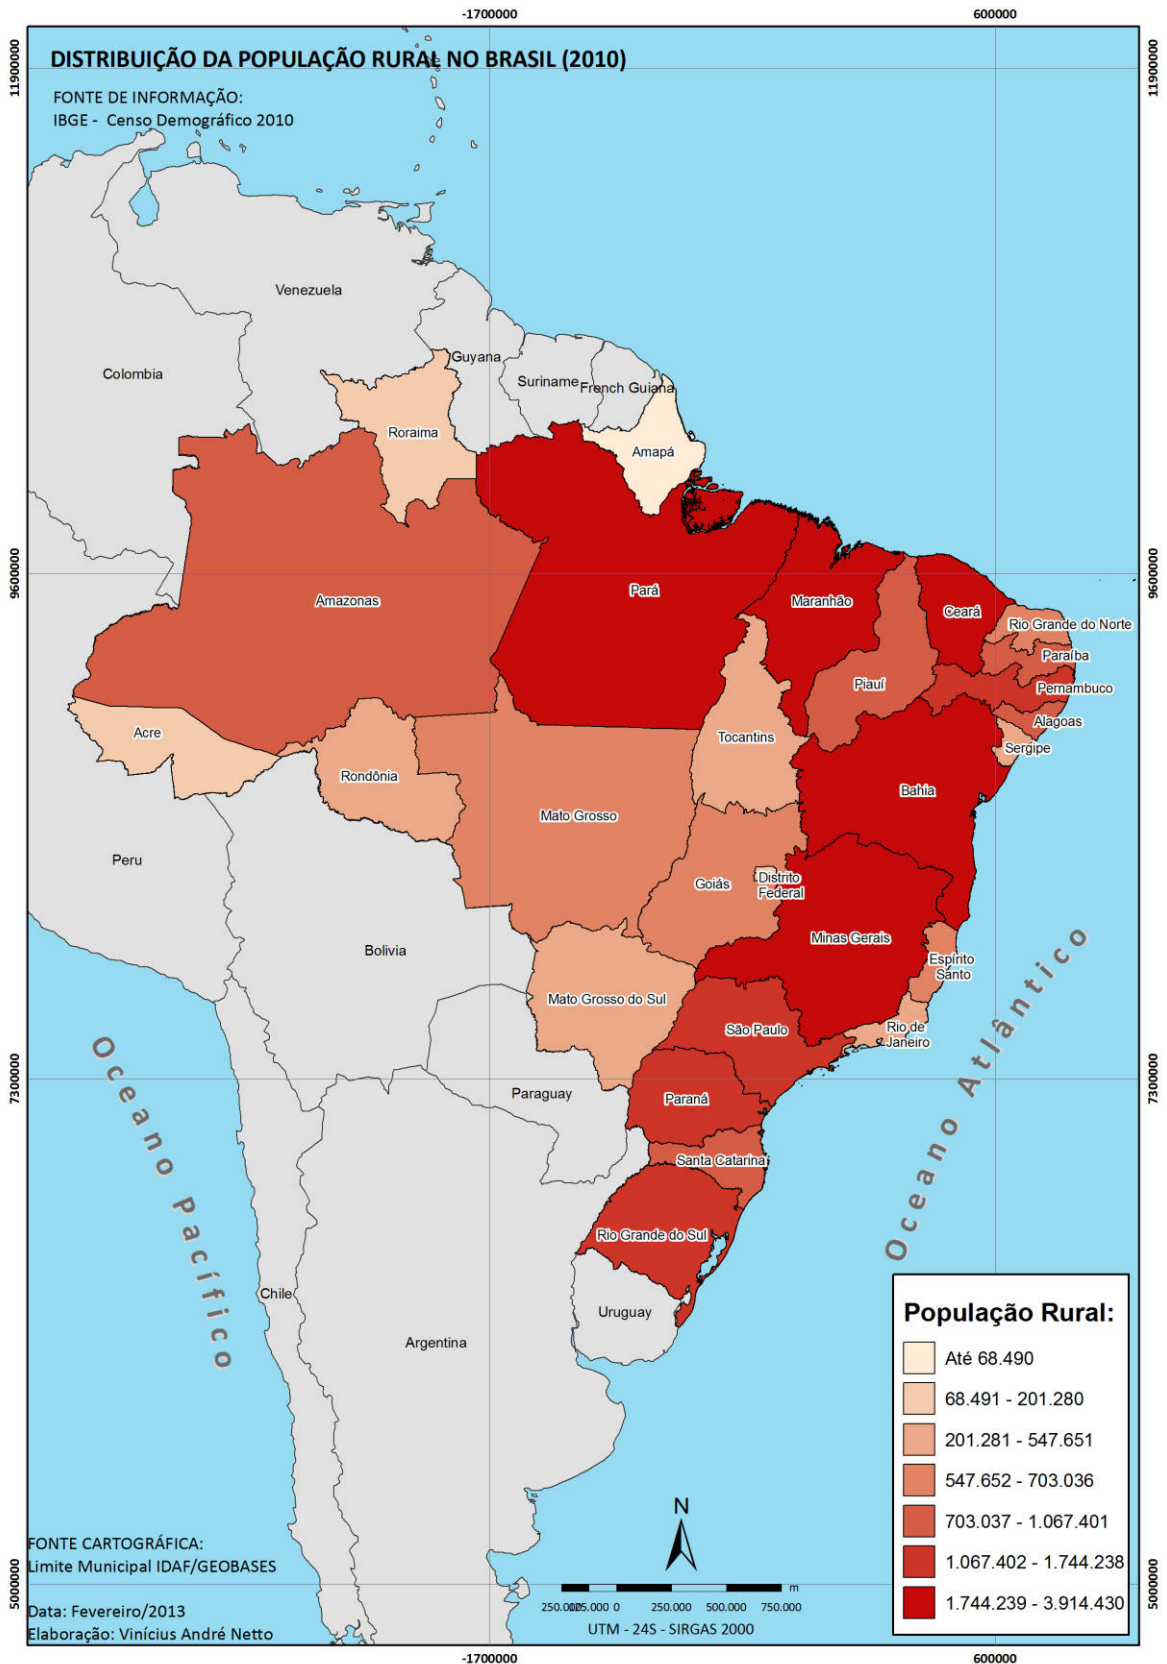 -1700000
600000
11900000
11900000
DISTRIBUIÇÃO DA POPULAÇÃO RURAL NO BRASIL (2010)
FONTE DE INFORMAÇÃO:
IBGE - Censo Demográfico 2010
Venezuela
Guyana
Colombia
Suriname
French Guiana
Roraima
Amapá
9600000
9600000
Amazonas
Pará
Maranhão
Ceará
Rio Grande do Norte
Paraíba
Piauí
Pernambuco
Alagoas
Acre
Tocantins
Sergipe
Rondônia
Bahia
Mato Grosso
Peru
Goiás
Distrito
Federal
Minas Gerais
Bolivia
Espírito
Santo
Mato Grosso do Sul
São Paulo
Rio de
Janeiro
Oceano Atlântico
Oceano Pacífico
7300000
7300000
Paraguay
Paraná
Santa Catarina
Rio Grande do Sul
Chile
Uruguay
Argentina
População Rural:
Até 68.490
68.491 - 201.280
201.281 - 547.651
547.652 - 703.036
703.037 - 1.067.401
1.067.402 - 1.744.238
1.744.239 - 3.914.430
N
FONTE CARTOGRÁFICA:
Limite Municipal IDAF/GEOBASES
5000000
5000000
m
250.000 0 250.000 500.000 750.000
UTM - 24S - SIRGAS 2000
Data: Fevereiro/2013
Elaboração: Vinícius André Netto
-1700000
600000